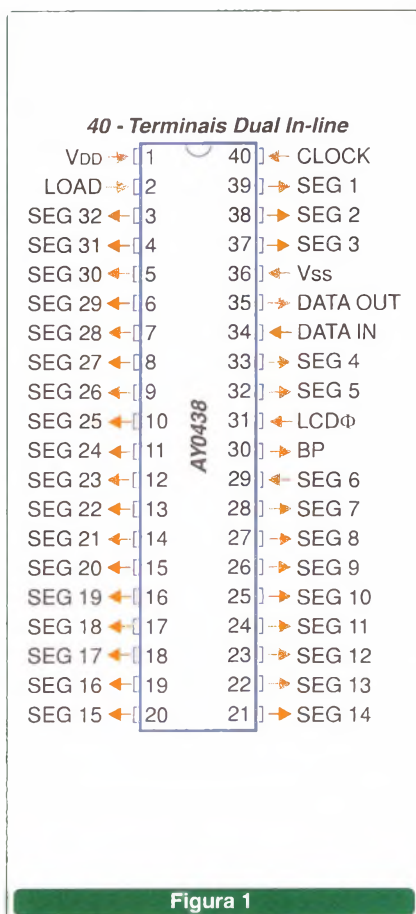 40 - Terminais Dual In-line
VDD 1 40 CLOCK
LOAD 2 39 SEG 1
SEG 32 3 38 SEG 2
SEG 31 4 37 SEG 3
SEG 30 5 36 Vss
SEG 29 6 35 DATA OUT
SEG 28 7 34 DATA IN
SEG 27 8 33 SEG 4
SEG 26 9 32 SEG 5
SEG 25 10 31 LCDΦ
SEG 24 11 30 BP
SEG 23 12 29 SEG 6
SEG 22 13 28 SEG 7
SEG 21 14 27 SEG 8
SEG 20 15 26 SEG 9
SEG 19 16 25 SEG 10
SEG 18 17 24 SEG 11
SEG 17 18 23 SEG 12
SEG 16 19 22 SEG 13
SEG 15 20 21 SEG 14
AY0438
Figura 1